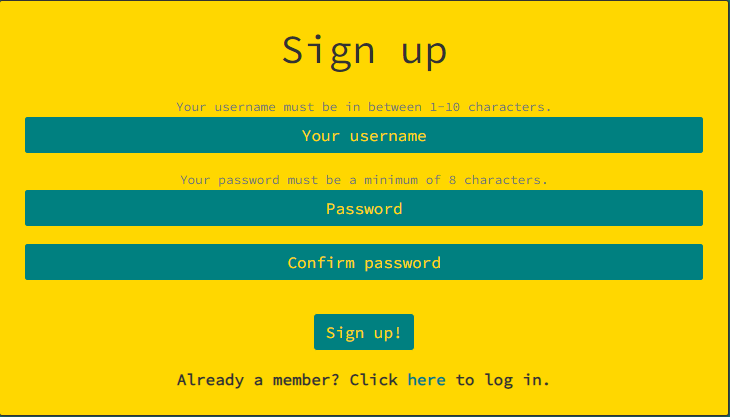 Sign up
Your username must be in between 1-10 characters.
Your username
Your password must be a minimum of 8 characters.
Password
Confirm password
Sign up!
Already a member? Click here to log in.